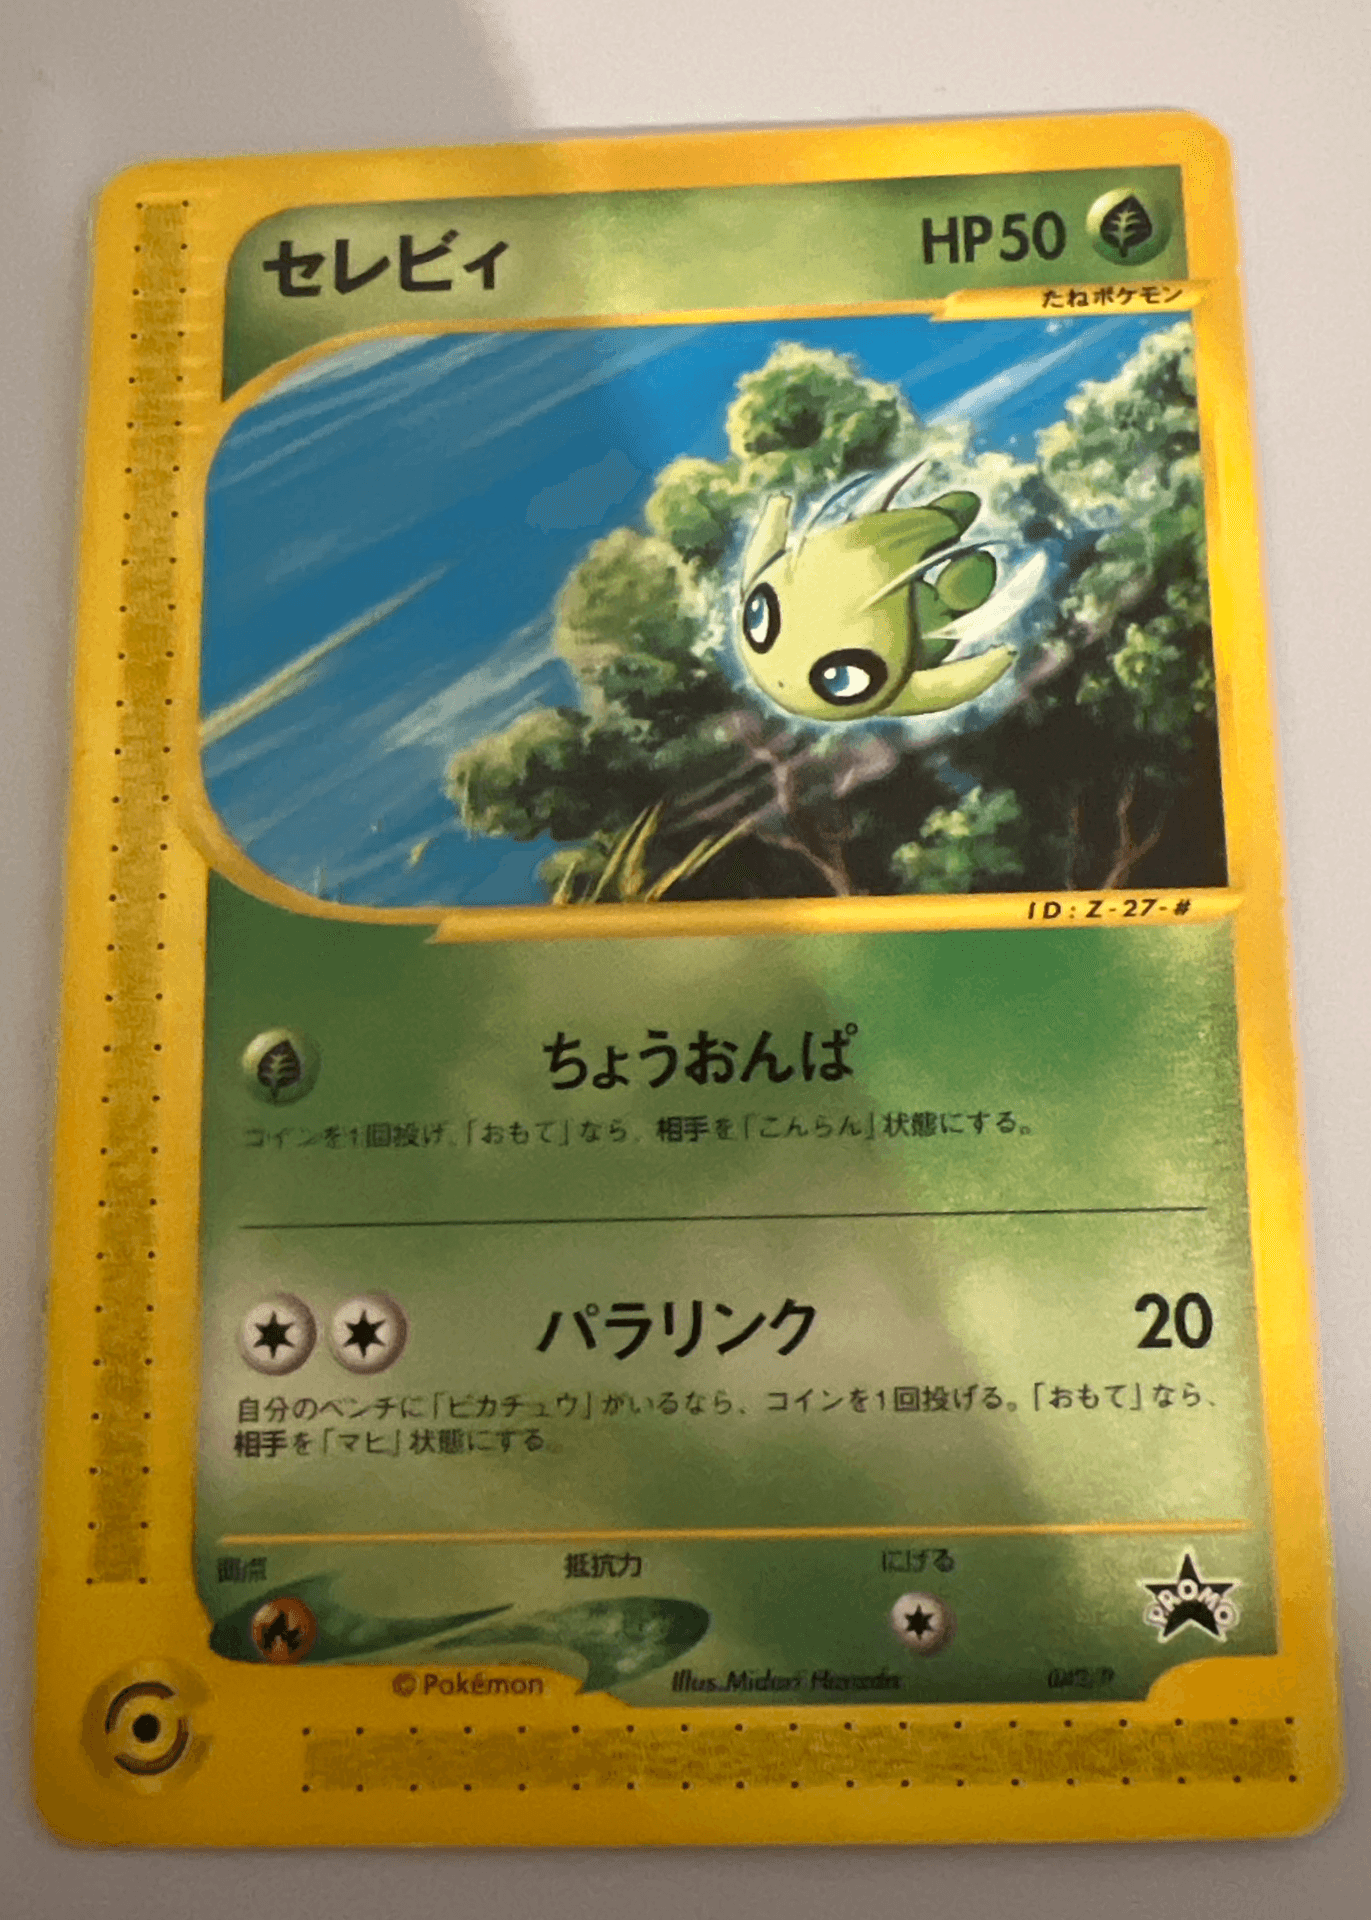 セレビィ HP50
たねポケモン
ID:Z-27-#
ちょうおんぱ
コインを1回投げ、「おもて」なら、相手を「こんらん」状態にする。
パラリンク 20
自分のベンチに「ピカチュウ」がいるなら、コインを1回投げる。「おもて」なら、
相手を「マヒ」状態にする。
弱点 抵抗力 にげる
PROMO
©Pokémon Illus.